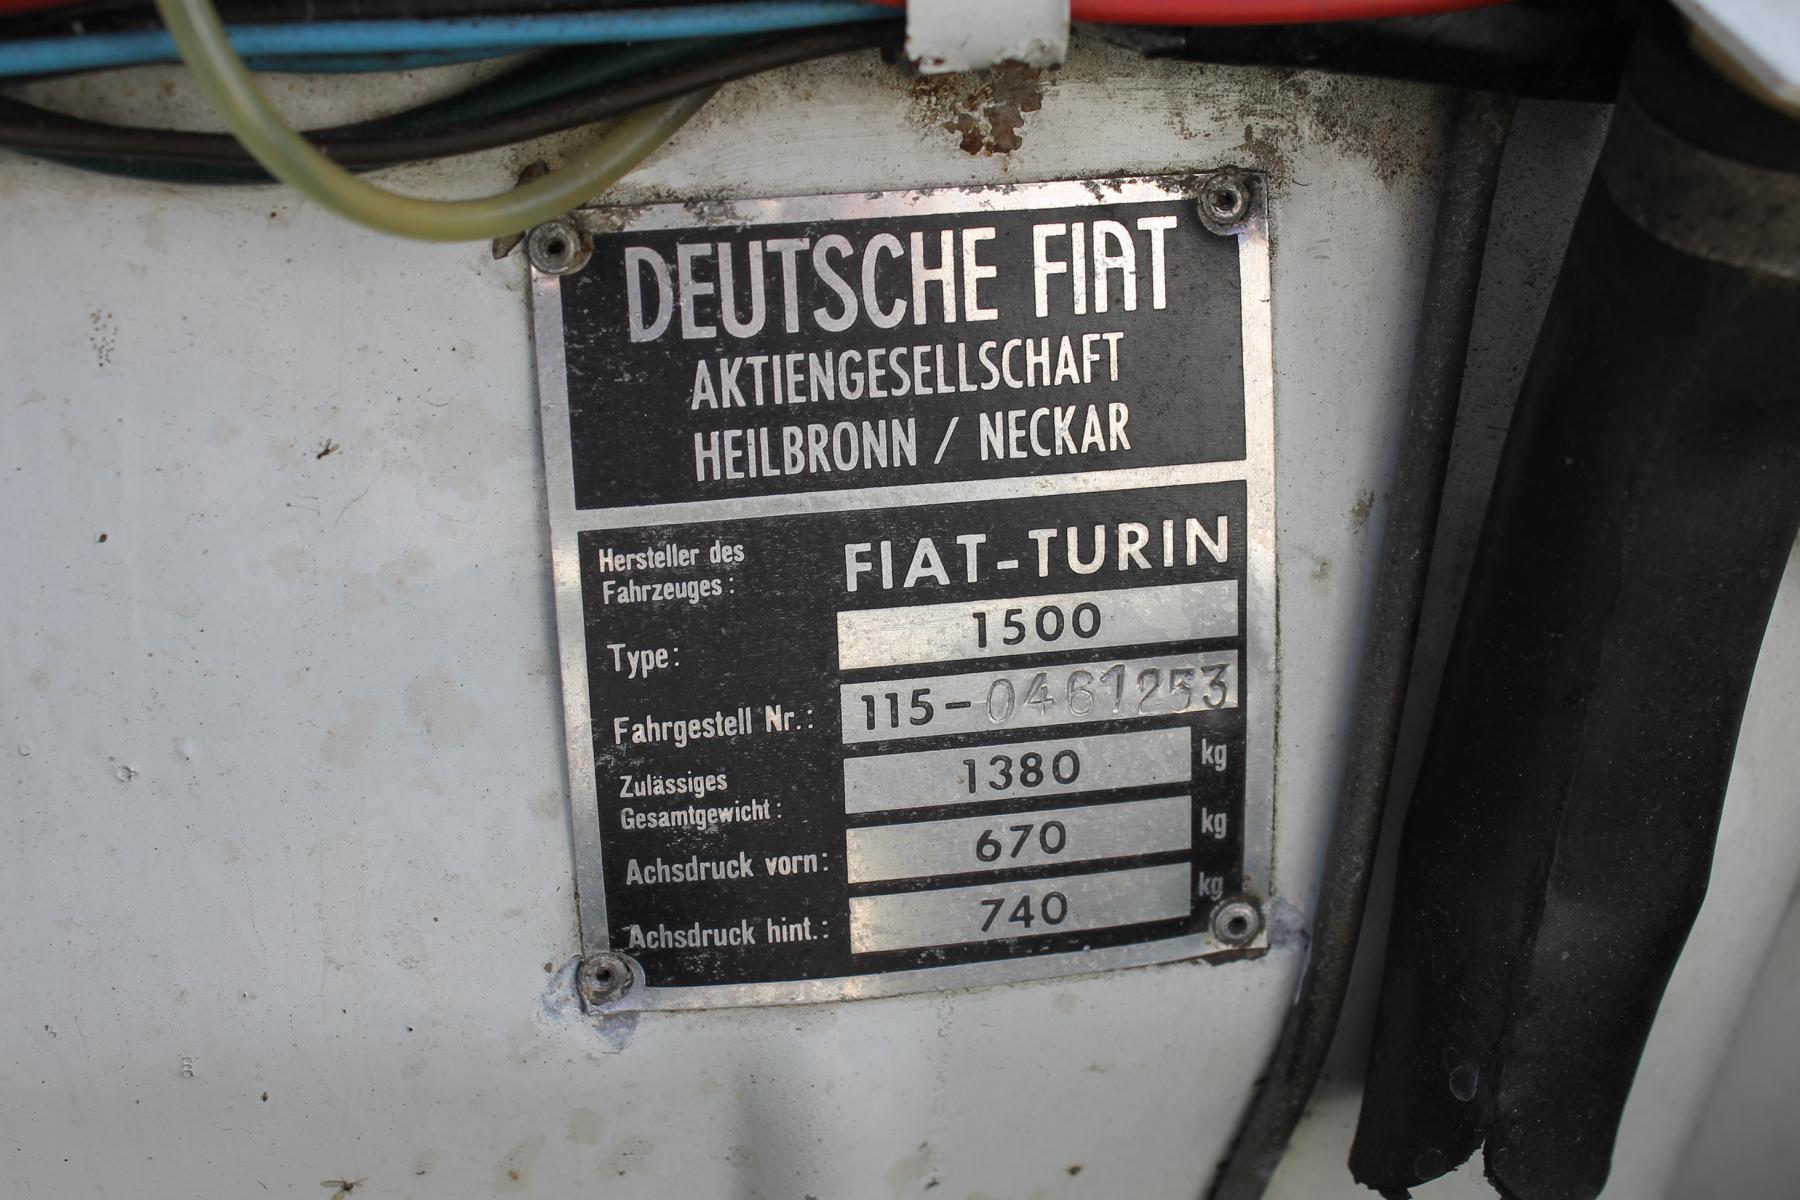 DEUTSCHE FIAT
AKTIENGESELLSCHAFT
HEILBRONN / NECKAR
Hersteller des
Fahrzeuges: FIAT-TURIN
Type: 1500
Fahrgestell Nr.: 115-0461253
Zulässiges
Gesamtgewicht: 1380 kg
Achsdruck vorn: 670 kg
Achsdruck hint.: 740 kg